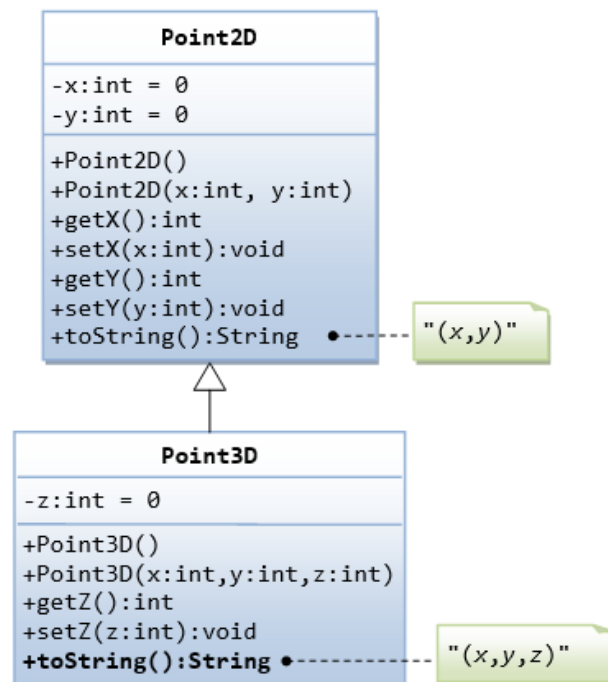 Point2D
-x:int = 0
-y:int = 0
+Point2D()
+Point2D(x:int, y:int)
+getX():int
+setX(x:int):void
+getY():int
+setY(y:int):void
+toString():String
"(x,y)"
Point3D
-z:int = 0
+Point3D()
+Point3D(x:int,y:int,z:int)
+getZ():int
+setZ(z:int):void
+toString():String
"(x,y,z)"